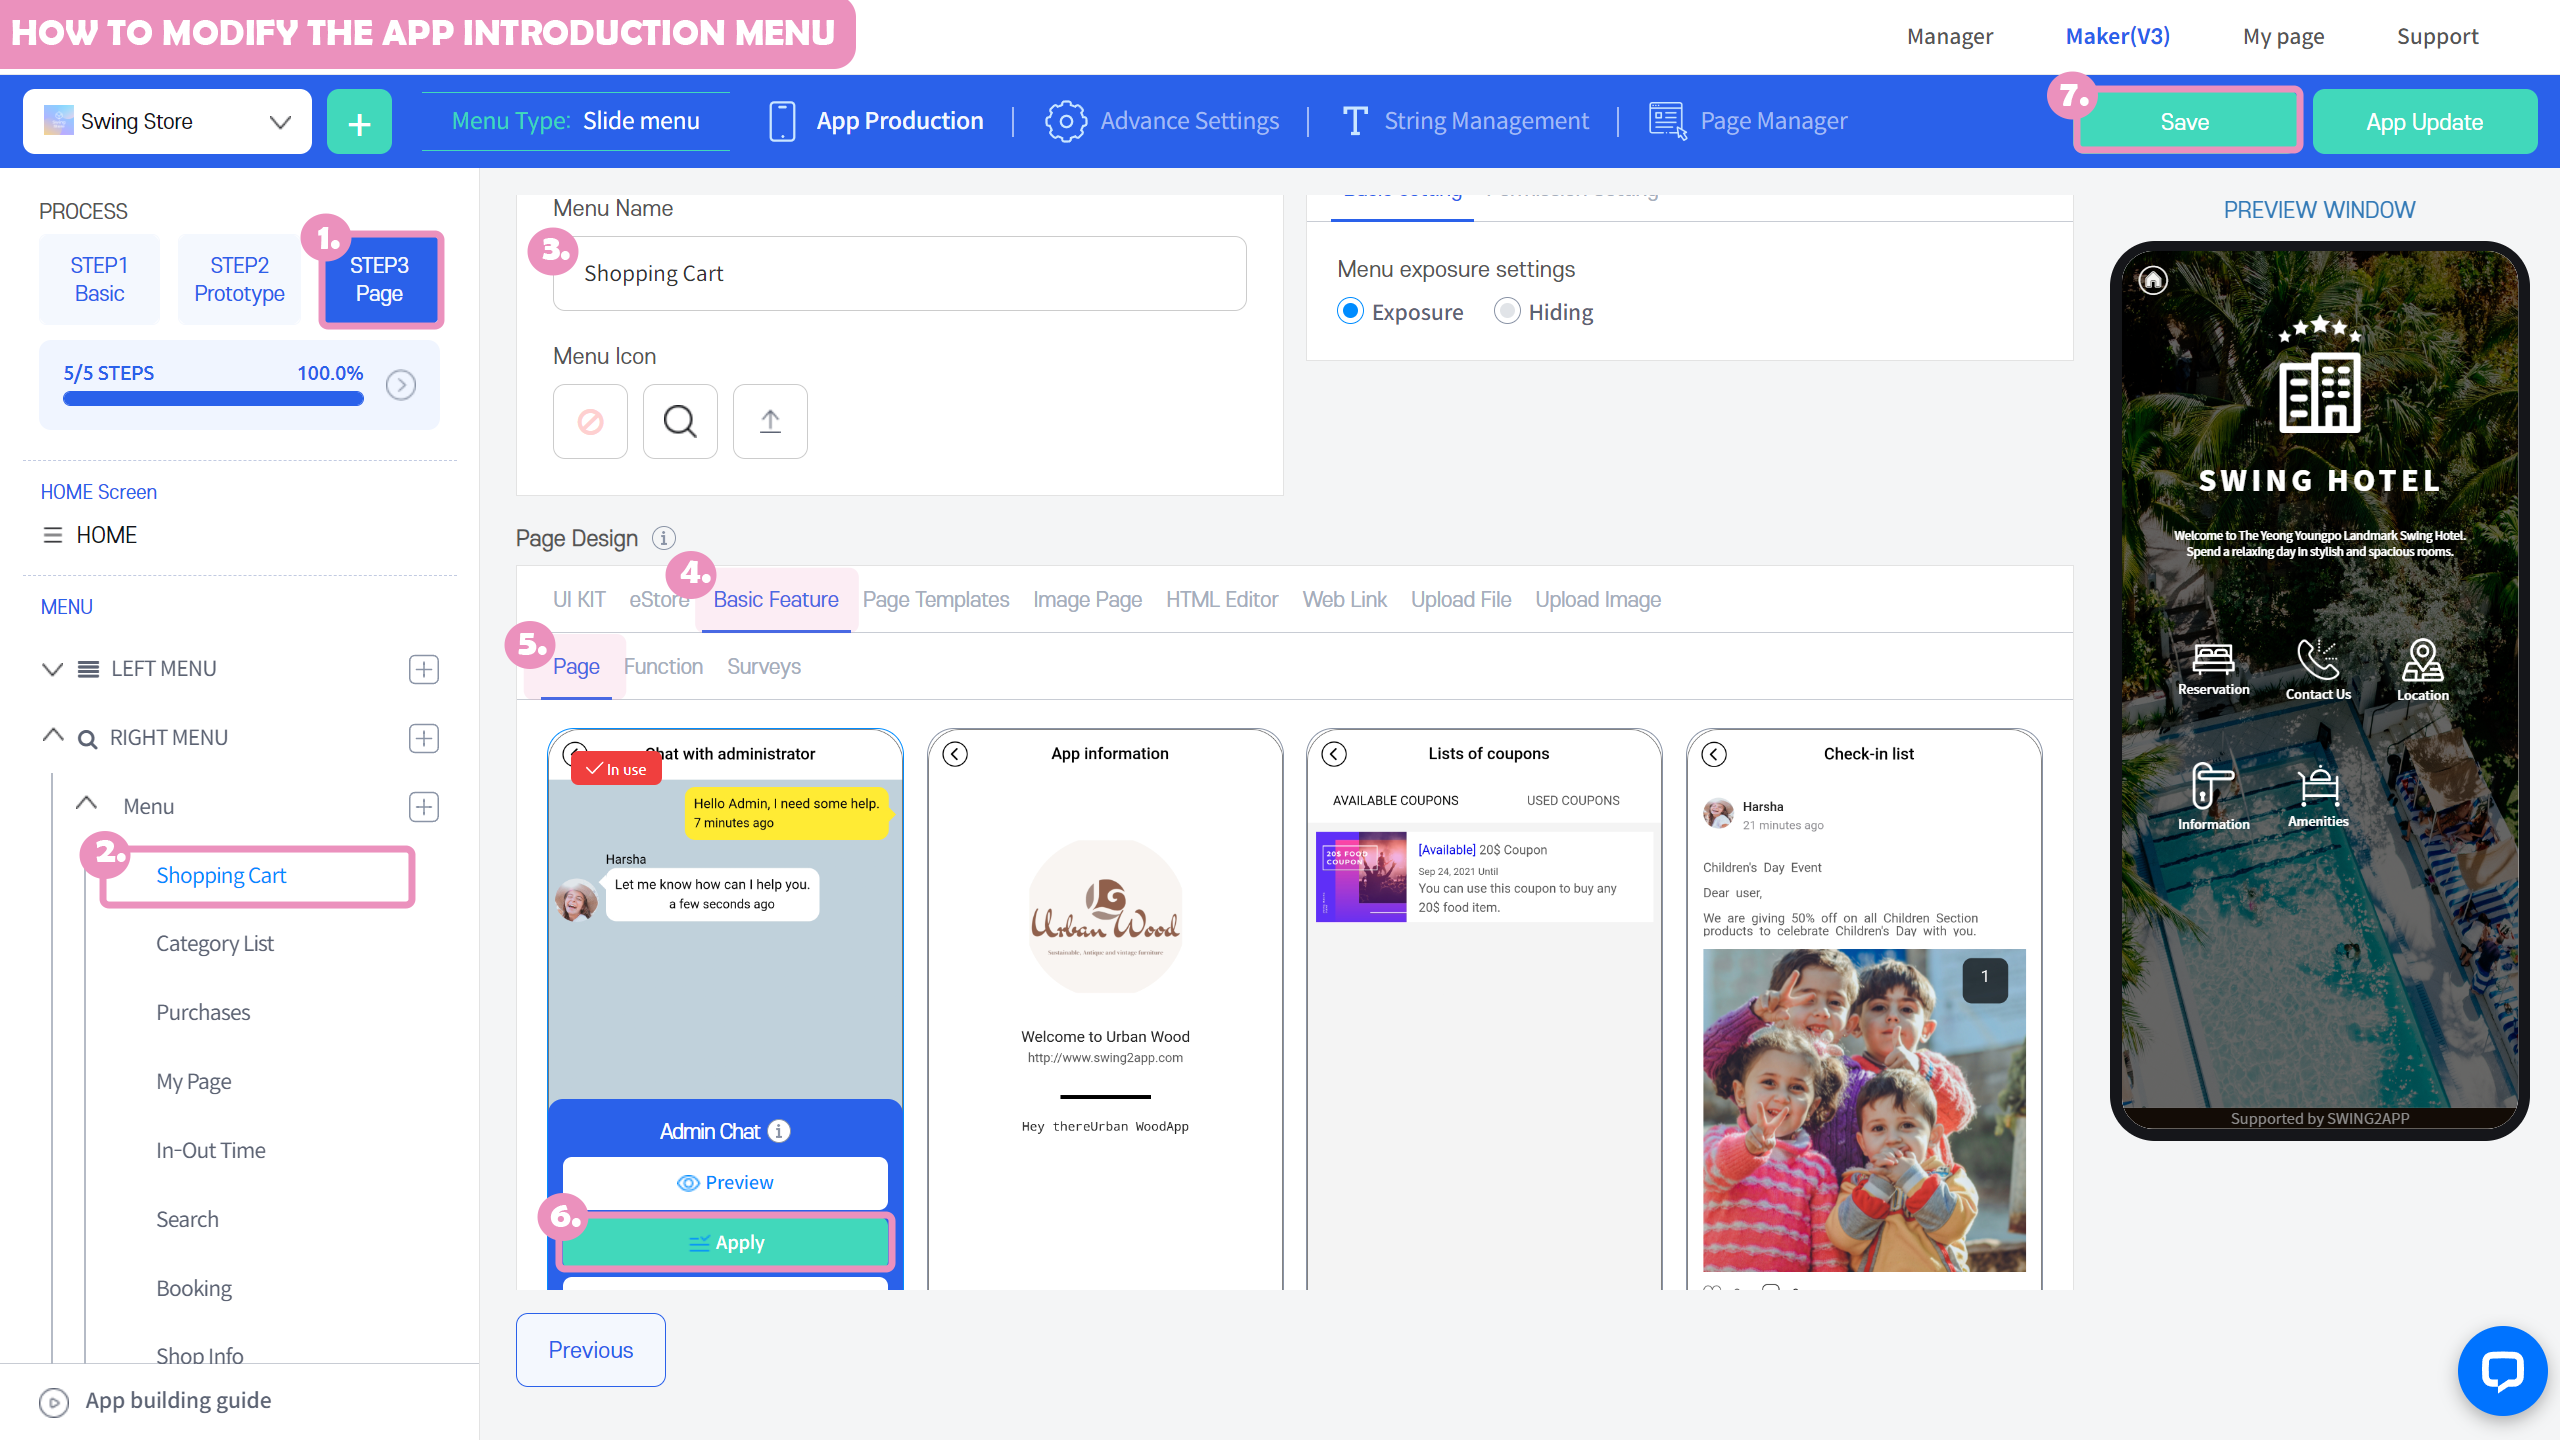 HOW TO MODIFY THE APP INTRODUCTION MENU
Manager
Maker(V3)
My page
Support
Swing Store
+
Menu Type: Slide menu
App Production
Advance Settings
String Management
Page Manager
7.
Save
App Update
PROCESS
STEP1
Basic
STEP2
Prototype
1.
STEP3
Page
5/5 STEPS
100.0%
HOME Screen
HOME
MENU
LEFT MENU
RIGHT MENU
Menu
2.
Shopping Cart
Category List
Purchases
My Page
In-Out Time
Search
Booking
Shop Info
App building guide
Menu Name
3.
Shopping Cart
Menu Icon
Menu exposure settings
Exposure
Hiding
Page Design
4.
UI KIT
eStore
Basic Feature
Page Templates
Image Page
HTML Editor
Web Link
Upload File
Upload Image
5.
Page
Function
Surveys
hat with administrator
In use
Hello Admin, I need some help.
7 minutes ago
Harsha
Let me know how can I help you.
a few seconds ago
Admin Chat
Preview
6.
Apply
App information
Urban Wood
Sustainable, Antique and vintage furniture
Welcome to Urban Wood
http://www.swing2app.com
Hey thereUrban WoodApp
Lists of coupons
AVAILABLE COUPONS
USED COUPONS
20$ FOOD
COUPON
[Available] 20$ Coupon
Sep 24, 2021 Until
You can use this coupon to buy any
20$ food item.
Check-in list
Harsha
21 minutes ago
Children's Day Event
Dear user,
We are giving 50% off on all Children Section
products to celebrate Children's Day with you.
1
Previous
PREVIEW WINDOW
SWING HOTEL
Welcome to The Yeong Youngpo Landmark Swing Hotel.
Spend a relaxing day in stylish and spacious rooms.
Reservation
Contact Us
Location
Information
Amenities
Supported by SWING2APP